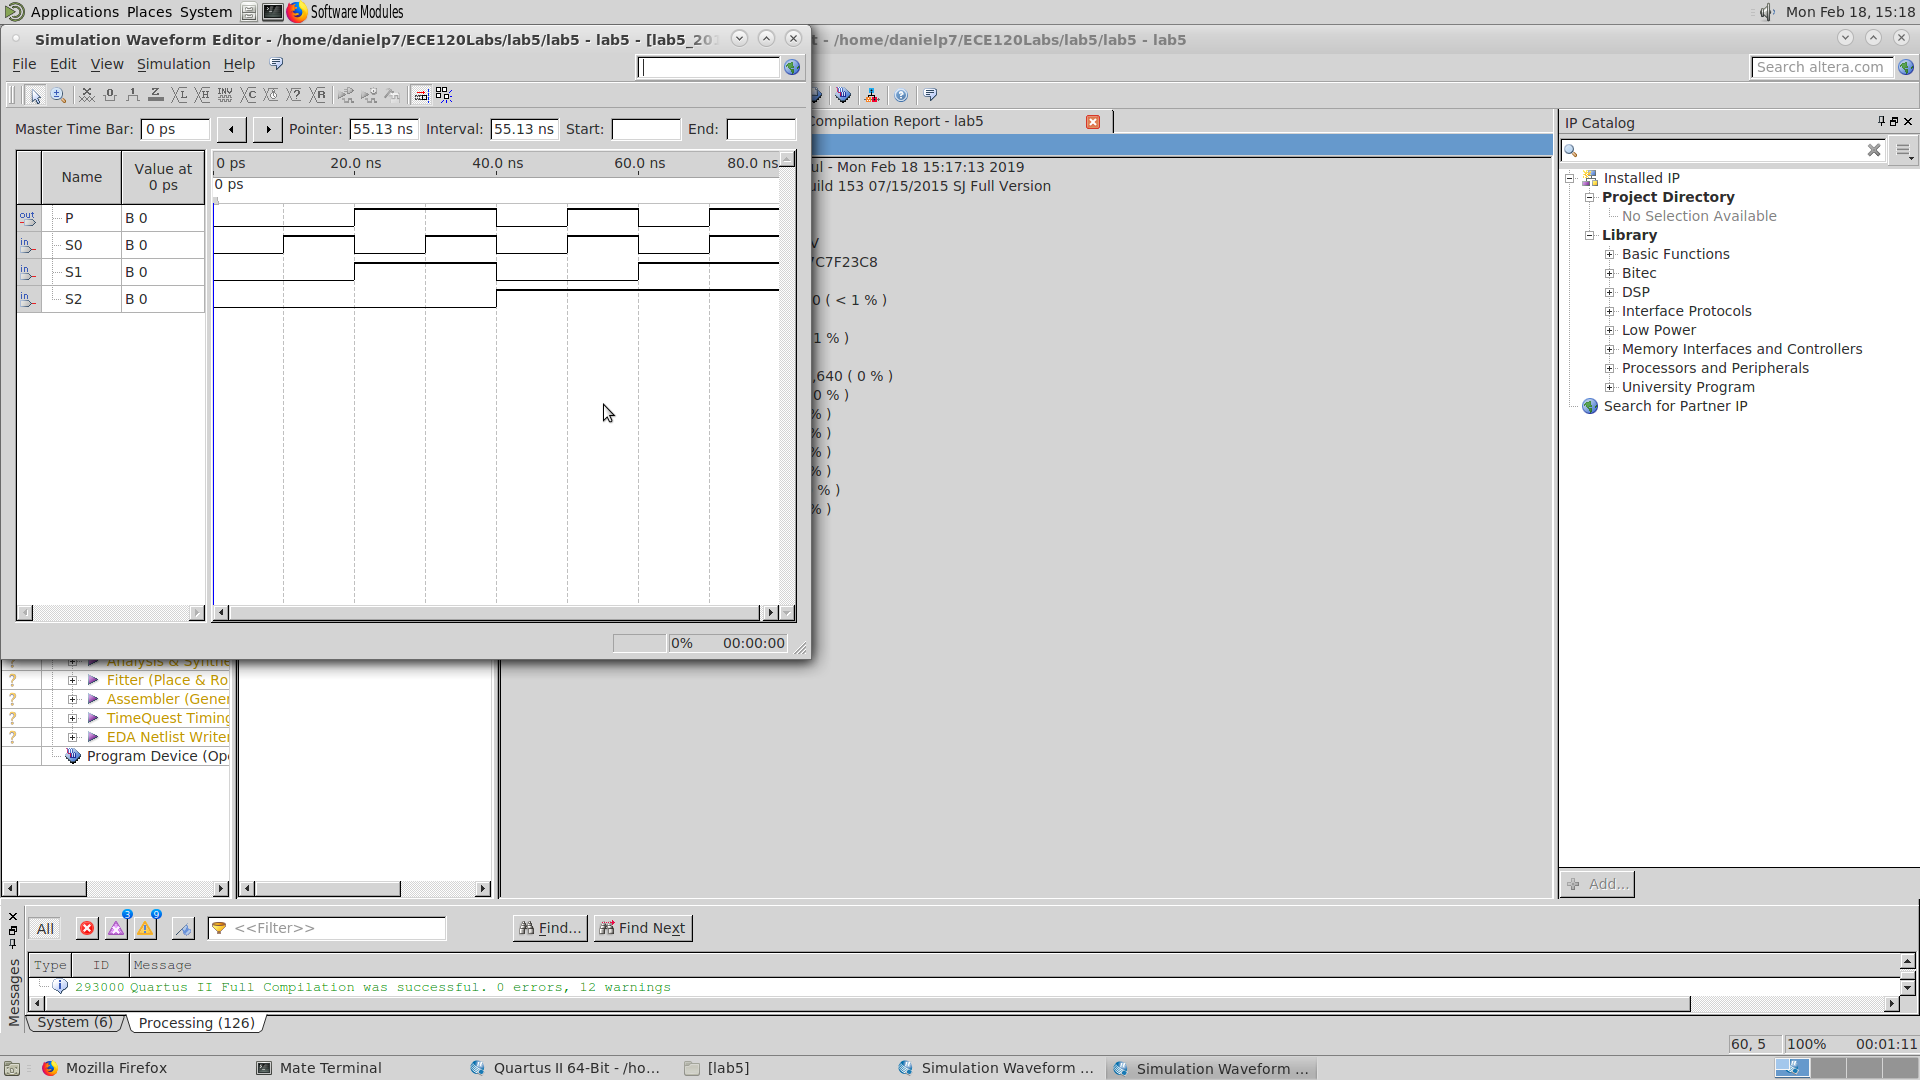 Applications Places System Software Modules Mon Feb 18, 15:18
Simulation Waveform Editor - /home/danielp7/ECE120Labs/lab5/lab5 - lab5 - [lab5_20
t - /home/danielp7/ECE120Labs/lab5/lab5 - lab5
File Edit View Simulation Help
Search altera.com
Master Time Bar: 0 ps Pointer: 55.13 ns Interval: 55.13 ns Start: End:
Compilation Report - lab5
IP Catalog
Name Value at 0 ps
0 ps 20.0 ns 40.0 ns 60.0 ns 80.0 ns
0 ps
P B 0
S0 B 0
S1 B 0
S2 B 0
ul - Mon Feb 18 15:17:13 2019
uild 153 07/15/2015 SJ Full Version
V
7C7F23C8
0 ( < 1 % )
1 % )
,640 ( 0 % )
0 % )
% )
% )
% )
% )
% )
% )
Installed IP
Project Directory
No Selection Available
Library
Basic Functions
Bitec
DSP
Interface Protocols
Low Power
Memory Interfaces and Controllers
Processors and Peripherals
University Program
Search for Partner IP
Add...
0% 00:00:00
Analysis & Synthe
Fitter (Place & Ro
Assembler (Gener
TimeQuest Timing
EDA Netlist Writer
Program Device (Ope
All 3 9 <<Filter>> Find... Find Next
Type ID Message
293000 Quartus II Full Compilation was successful. 0 errors, 12 warnings
Messages
System (6) Processing (126)
60, 5 100% 00:01:11
Mozilla Firefox Mate Terminal Quartus II 64-Bit - /ho... [lab5] Simulation Waveform ... Simulation Waveform ...